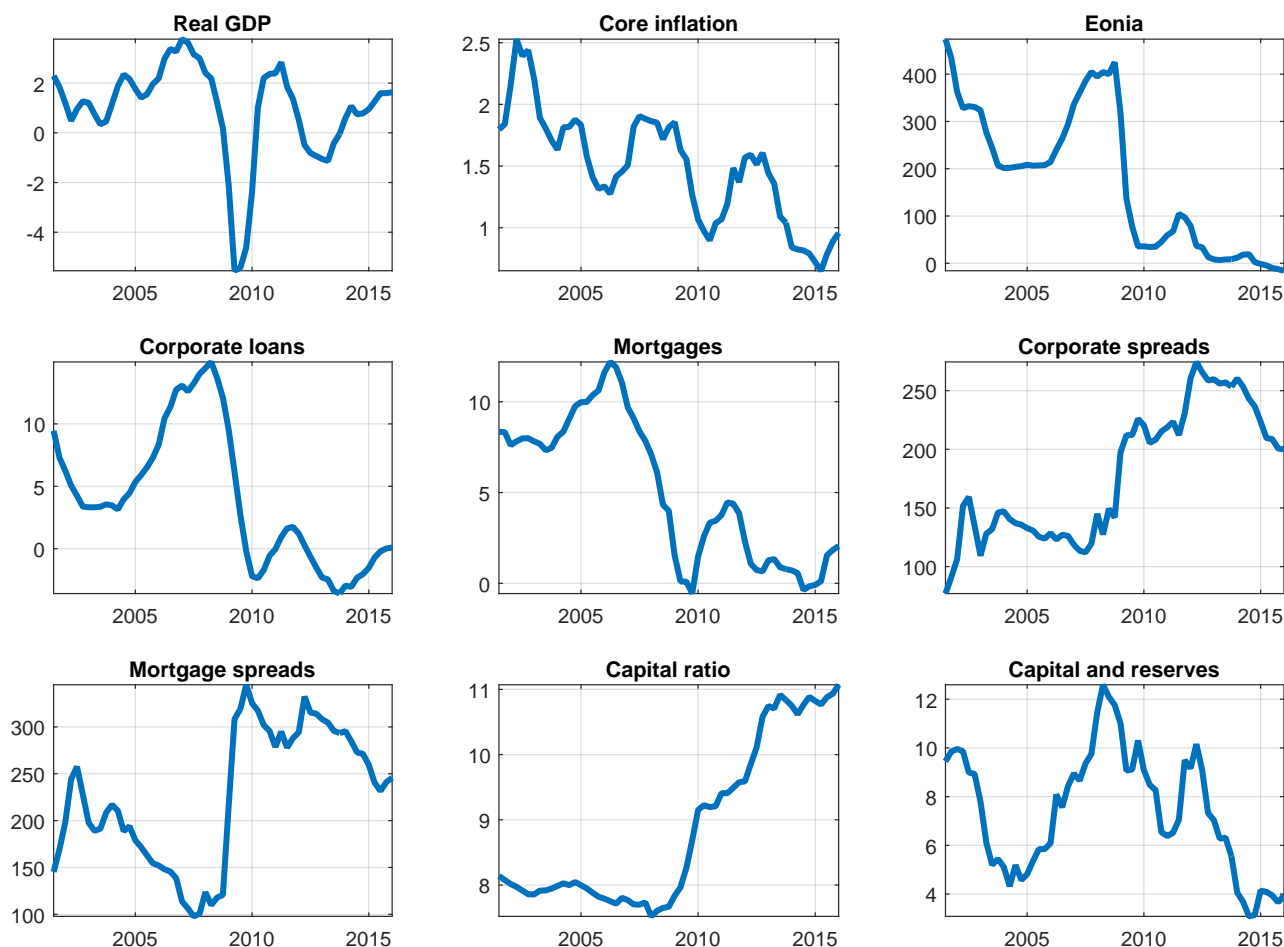 Real GDP
2
0
-2
-4
2005 2010 2015
Core inflation
2.5
2
1.5
1
2005 2010 2015
Eonia
400
300
200
100
0
2005 2010 2015
Corporate loans
10
5
0
2005 2010 2015
Mortgages
10
5
0
2005 2010 2015
Corporate spreads
250
200
150
100
2005 2010 2015
Mortgage spreads
300
250
200
150
100
2005 2010 2015
Capital ratio
11
10
9
8
2005 2010 2015
Capital and reserves
12
10
8
6
4
2005 2010 2015